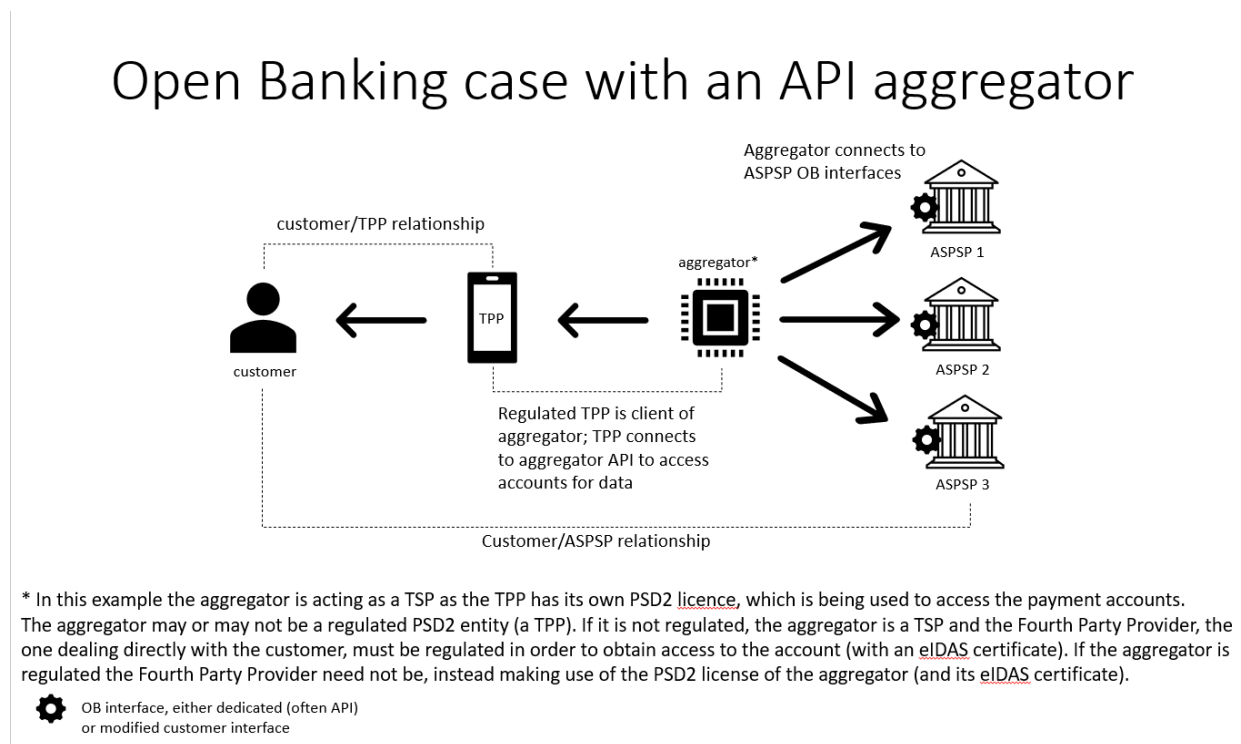 Open Banking case with an API aggregator
Aggregator connects to
ASPSP OB interfaces
customer/TPP relationship
ASPSP 1
aggregator*
TPP
customer
ASPSP 2
Regulated TPP is client of
aggregator; TPP connects
to aggregator API to access
accounts for data
ASPSP 3
Customer/ASPSP relationship
* In this example the aggregator is acting as a TSP as the TPP has its own PSD2 licence, which is being used to access the payment accounts.
The aggregator may or may not be a regulated PSD2 entity (a TPP). If it is not regulated, the aggregator is a TSP and the Fourth Party Provider, the
one dealing directly with the customer, must be regulated in order to obtain access to the account (with an eIDAS certificate). If the aggregator is
regulated the Fourth Party Provider need not be, instead making use of the PSD2 license of the aggregator (and its eIDAS certificate).
OB interface, either dedicated (often API)
or modified customer interface